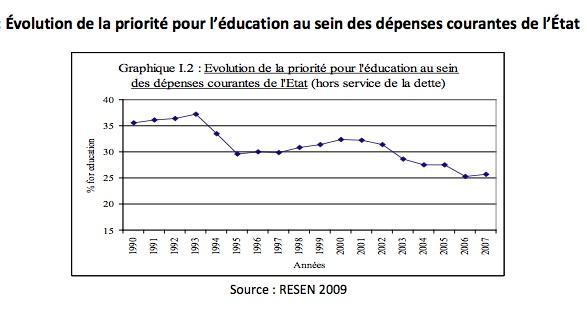 : Évolution de la priorité pour l’éducation au sein des dépenses courantes de l’État
Graphique I.2 : Evolution de la priorité pour l'éducation au sein
des dépenses courantes de l'Etat (hors service de la dette)
% for education
40
35
30
25
20
15
1990 1991 1992 1993 1994 1995 1996 1997 1998 1999 2000 2001 2002 2003 2004 2005 2006 2007
Années
Source : RESEN 2009